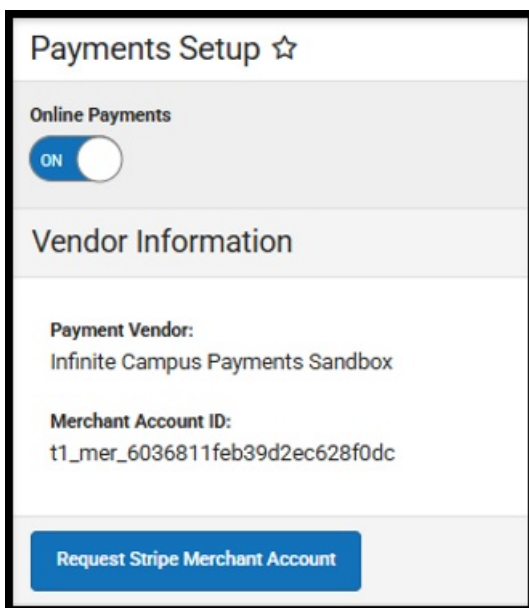 Payments Setup
Online Payments
ON
Vendor Information
Payment Vendor:
Infinite Campus Payments Sandbox
Merchant Account ID:
t1_mer_6036811feb39d2ec628f0dc
Request Stripe Merchant Account